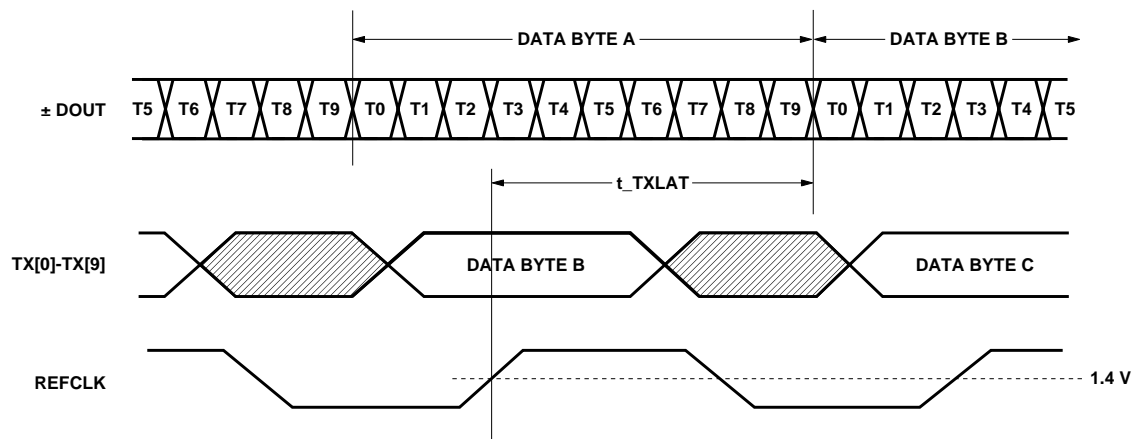 DATA BYTE A DATA BYTE B
± DOUT T5 T6 T7 T8 T9 T0 T1 T2 T3 T4 T5 T6 T7 T8 T9 T0 T1 T2 T3 T4 T5
t_TXLAT
TX[0]-TX[9] DATA BYTE B DATA BYTE C
REFCLK 1.4 V